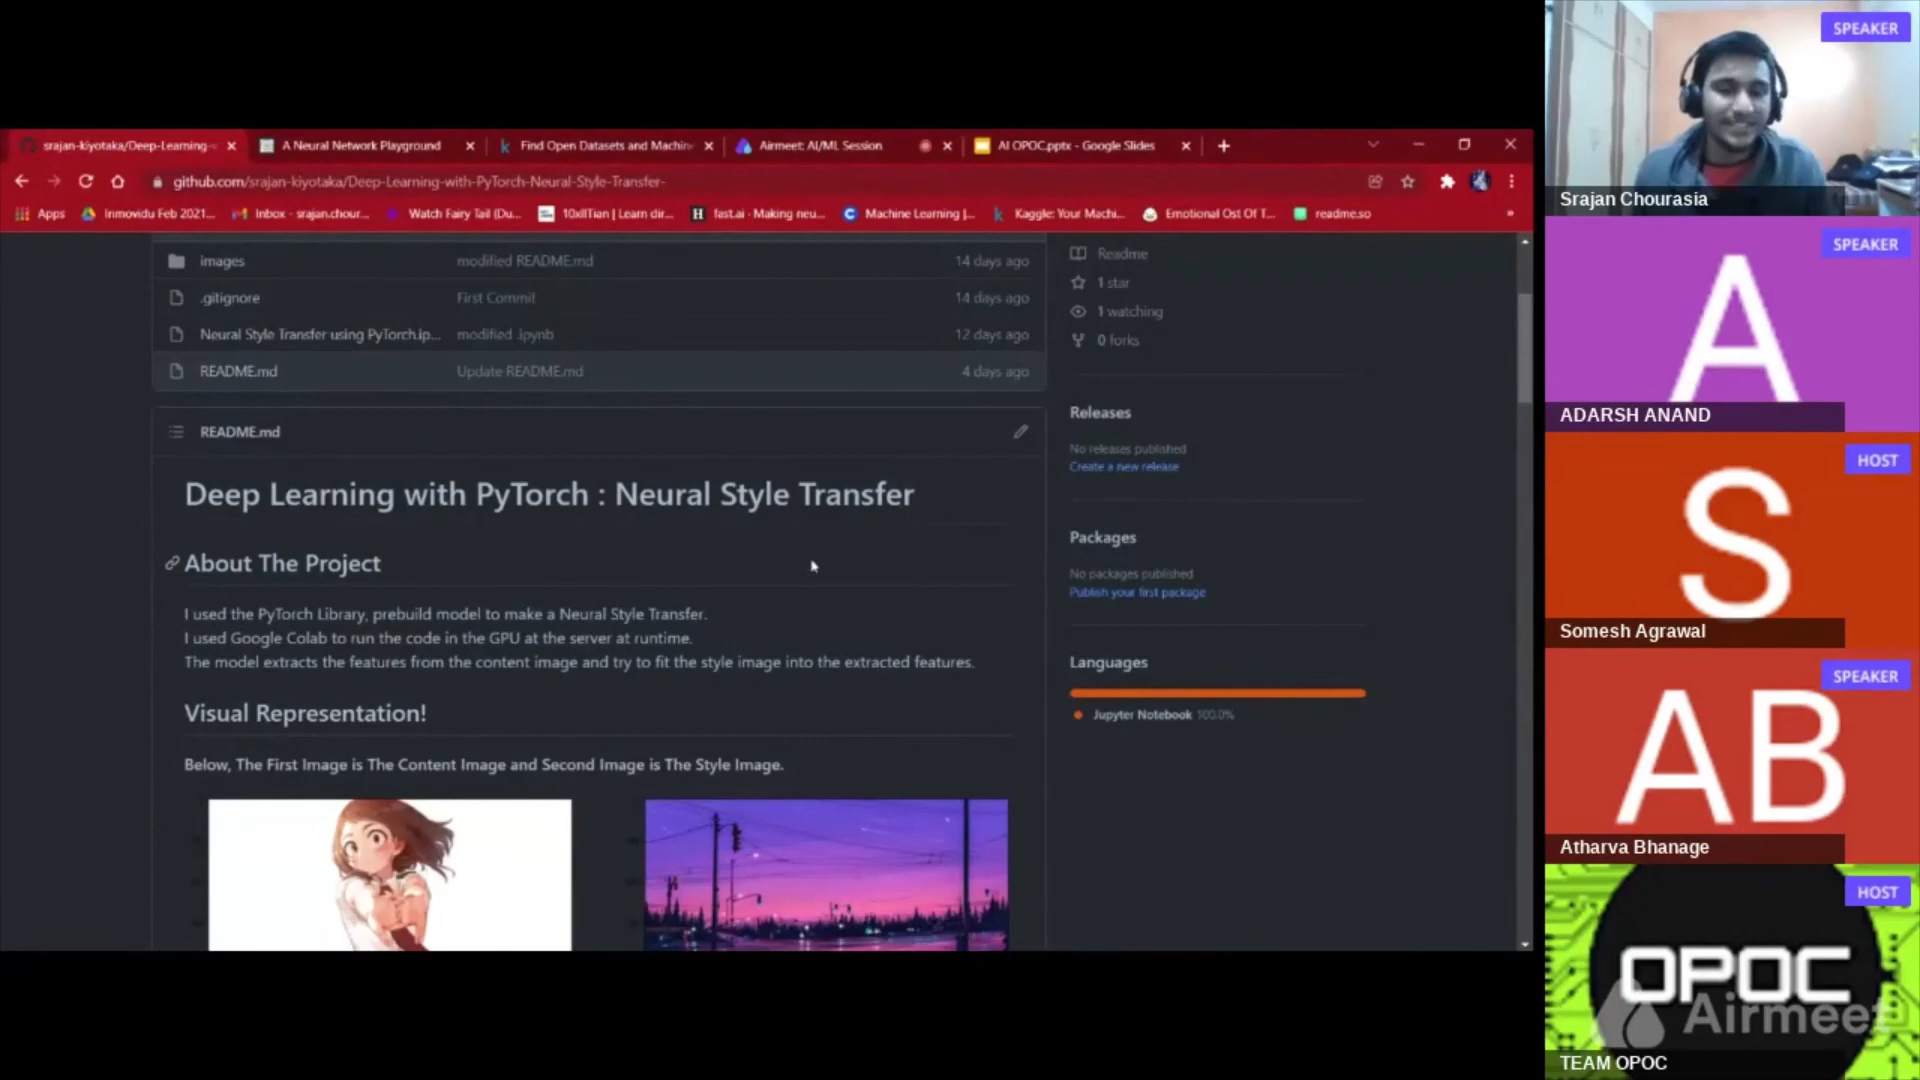 srajan-kiyotaka/Deep-Learning-
A Neural Network Playground
Find Open Datasets and Machin
Airmeet: AI/ML Session
AI OPOC.pptx - Google Slides
github.com/srajan-kiyotaka/Deep-Learning-with-PyTorch-Neural-Style-Transfer-
Apps
Inmovidu Feb 2021...
Inbox - srajan.chour...
Watch Fairy Tail (Du...
10xIITian | Learn dir...
fast.ai · Making neu...
Machine Learning |...
Kaggle: Your Machi...
Emotional Ost Of T...
readme.so
»
images modified README.md 14 days ago
.gitignore First Commit 14 days ago
Neural Style Transfer using PyTorch.ip... modified .ipynb 12 days ago
README.md Update README.md 4 days ago
README.md
Deep Learning with PyTorch : Neural Style Transfer
About The Project
I used the PyTorch Library, prebuild model to make a Neural Style Transfer.
I used Google Colab to run the code in the GPU at the server at runtime.
The model extracts the features from the content image and try to fit the style image into the extracted features.
Visual Representation!
Below, The First Image is The Content Image and Second Image is The Style Image.
Readme
1 star
1 watching
0 forks
Releases
No releases published
Create a new release
Packages
No packages published
Publish your first package
Languages
Jupyter Notebook 100.0%
SPEAKER
Srajan Chourasia
SPEAKER
A
ADARSH ANAND
HOST
S
Somesh Agrawal
SPEAKER
AB
Atharva Bhanage
HOST
OPOC
Airmeet
TEAM OPOC